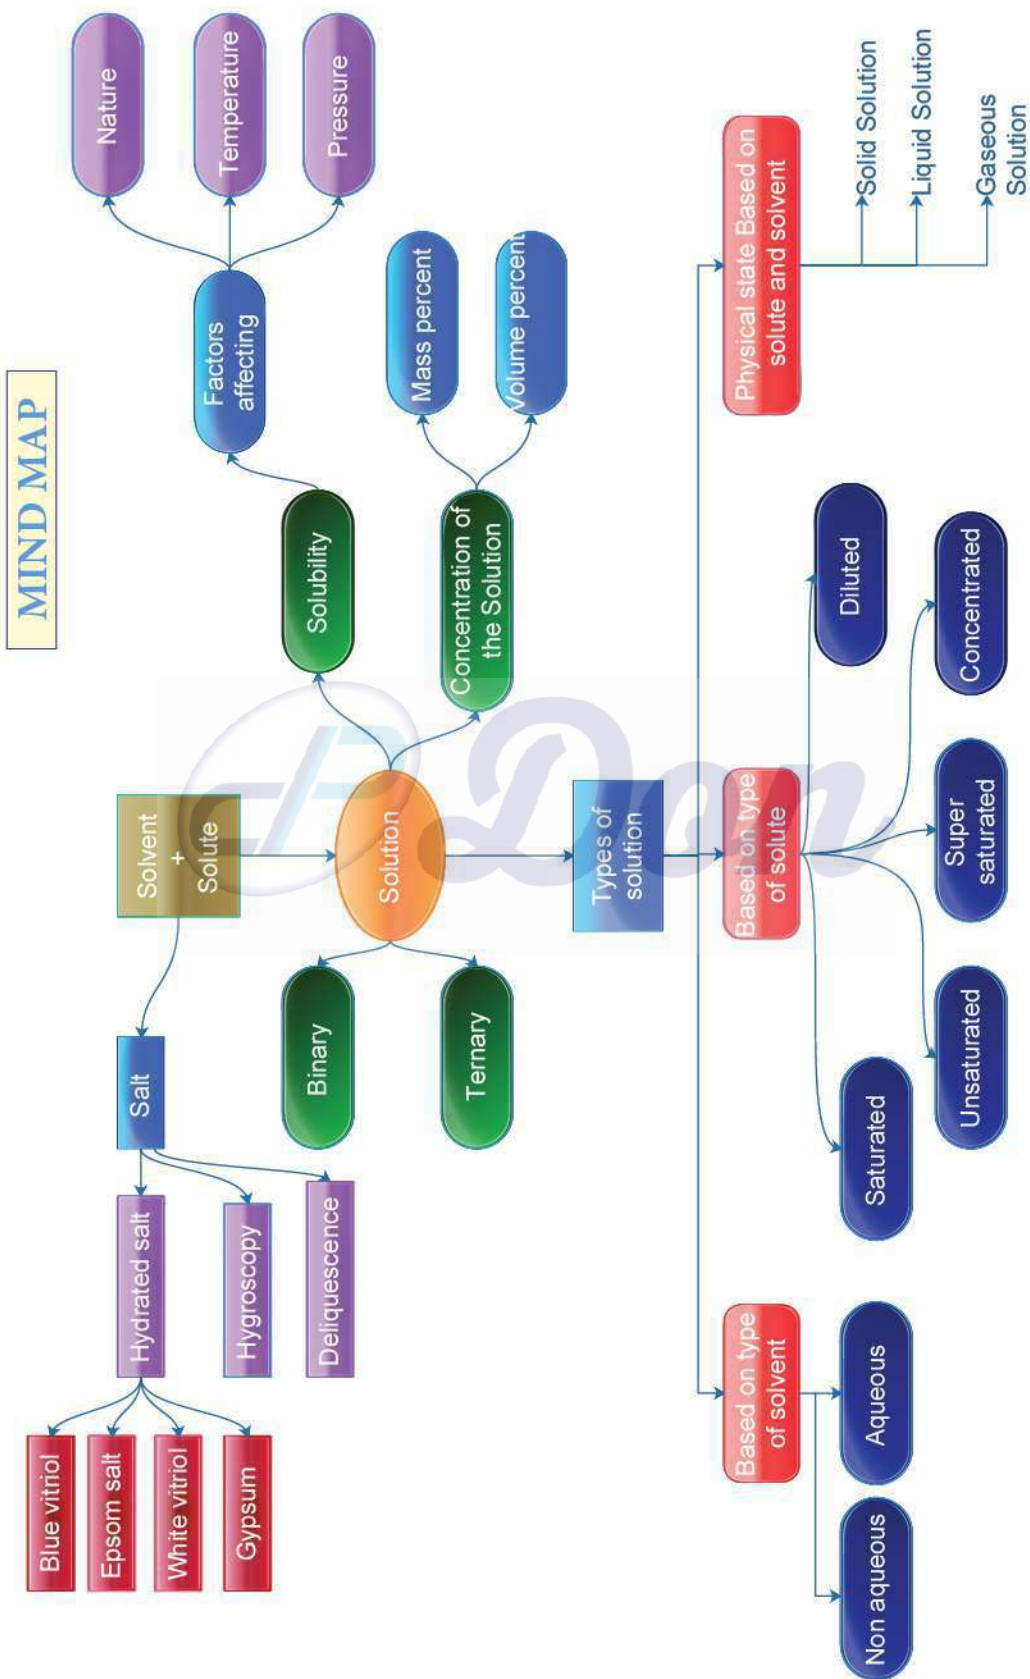 MIND MAP
Blue vitriol
Epsom salt
White vitriol
Gypsum
Hydrated salt
Hygroscopy
Deliquescence
Salt
Solvent
+
Solute
Solution
Binary
Ternary
Solubility
Factors
affecting
Nature
Temperature
Pressure
Concentration of
the Solution
Mass percent
Volume percent
Types of
solution
Based on type
of solvent
Non aqueous
Aqueous
Based on type
of solute
Saturated
Unsaturated
Super
saturated
Concentrated
Diluted
Physical state Based on
solute and solvent
Solid Solution
Liquid Solution
Gaseous
Solution
Don